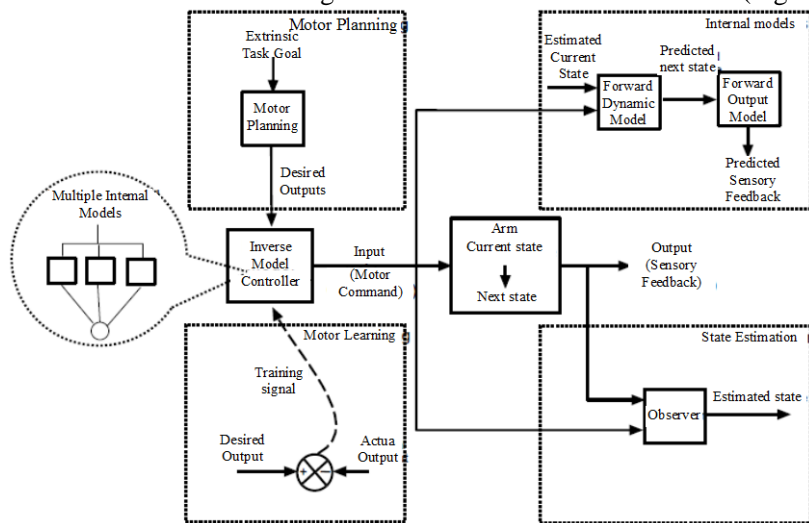 Motor Planning
Extrinsic
Task Goal
Motor
Planning
Desired
Outputs
Internal models
Estimated
Current
State
Predicted
next state
Forward
Dynamic
Model
Forward
Output
Model
Predicted
Sensory
Feedback
Multiple Internal
Models
Inverse
Model
Controller
Input
(Motor
Command)
Arm
Current state
Next state
Output
(Sensory
Feedback)
Motor Learning
Training
signal
Desired
Output
+
−
Actua
Output
State Estimation
Observer
Estimated state